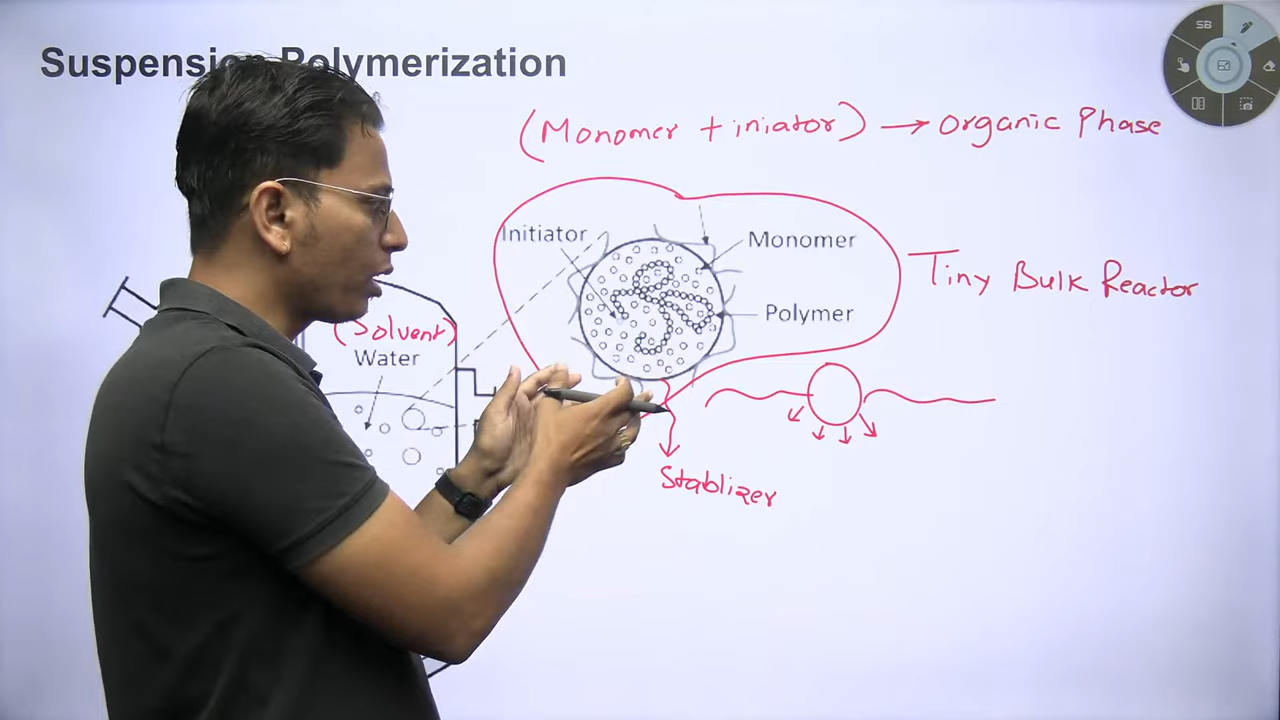 Suspension Polymerization
(Monomer + iniator) → organic Phase
Initiator
Monomer
Tiny Bulk Reactor
Polymer
(Solvent)
Water
Stablizer
SB